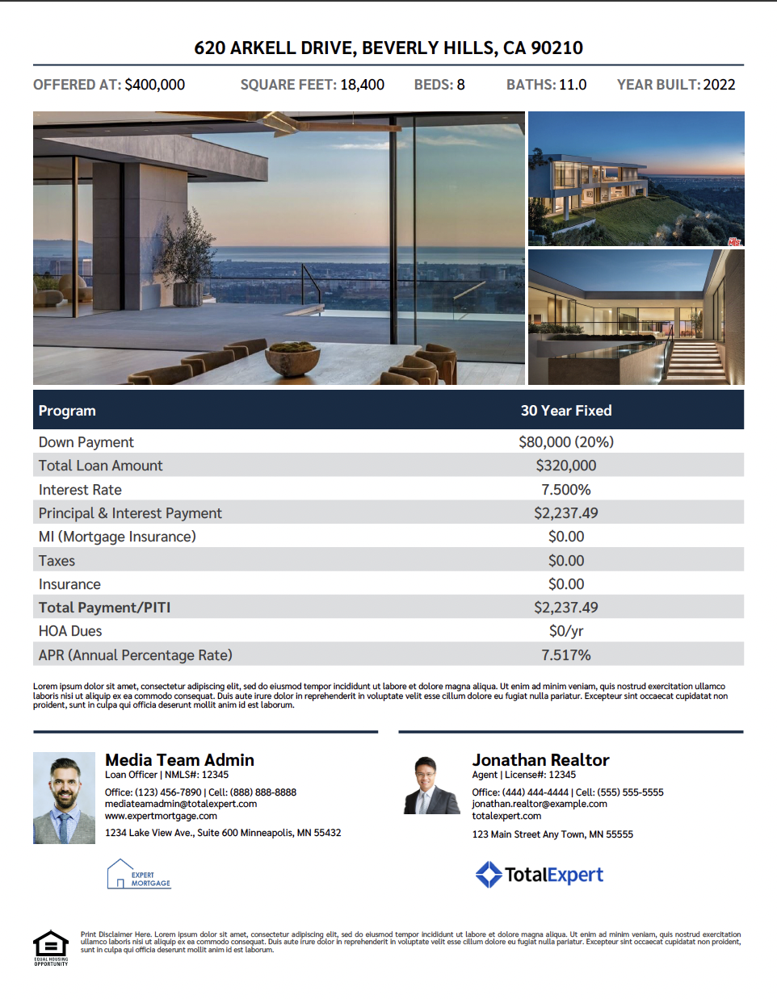 620 ARKELL DRIVE, BEVERLY HILLS, CA 90210
OFFERED AT: $400,000 SQUARE FEET: 18,400 BEDS: 8 BATHS: 11.0 YEAR BUILT: 2022
MLS
Program 30 Year Fixed
Down Payment $80,000 (20%)
Total Loan Amount $320,000
Interest Rate 7.500%
Principal & Interest Payment $2,237.49
MI (Mortgage Insurance) $0.00
Taxes $0.00
Insurance $0.00
Total Payment/PITI $2,237.49
HOA Dues $0/yr
APR (Annual Percentage Rate) 7.517%
Lorem ipsum dolor sit amet, consectetur adipiscing elit, sed do eiusmod tempor incididunt ut labore et dolore magna aliqua. Ut enim ad minim veniam, quis nostrud exercitation ullamco
laboris nisi ut aliquip ex ea commodo consequat. Duis aute irure dolor in reprehenderit in voluptate velit esse cillum dolore eu fugiat nulla pariatur. Excepteur sint occaecat cupidatat non
proident, sunt in culpa qui officia deserunt mollit anim id est laborum.
Media Team Admin
Loan Officer | NMLS#: 12345
Office: (123) 456-7890 | Cell: (888) 888-8888
mediateamadmin@totalexpert.com
www.expertmortgage.com
1234 Lake View Ave., Suite 600 Minneapolis, MN 55432
EXPERT
MORTGAGE
Jonathan Realtor
Agent | License#: 12345
Office: (444) 444-4444 | Cell: (555) 555-5555
jonathan.realtor@example.com
totalexpert.com
123 Main Street Any Town, MN 55555
TotalExpert
EQUAL HOUSING
OPPORTUNITY
Print Disclaimer Here. Lorem ipsum dolor sit amet, consectetur adipiscing elit, sed do eiusmod tempor incididunt ut labore et dolore magna aliqua. Ut enim ad minim veniam, quis nostrud exercitation
ullamco laboris nisi ut aliquip ex ea commodo consequat. Duis aute irure dolor in reprehenderit in voluptate velit esse cillum dolore eu fugiat nulla pariatur. Excepteur sint occaecat cupidatat non proident,
sunt in culpa qui officia deserunt mollit anim id est laborum.